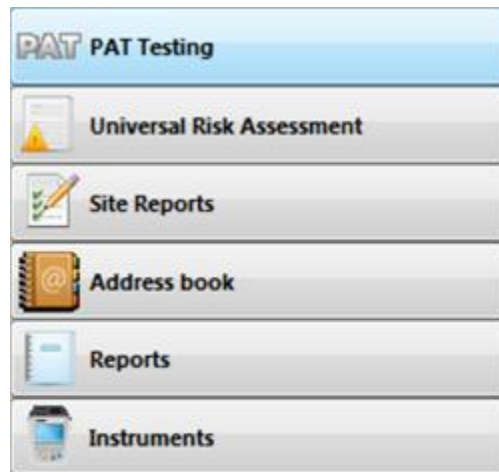 PAT PAT Testing
Universal Risk Assessment
Site Reports
@ Address book
Reports
Instruments